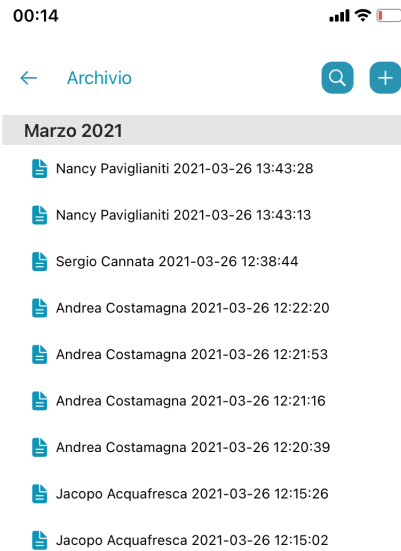 00:14
Archivio
Marzo 2021
Nancy Paviglianiti 2021-03-26 13:43:28
Nancy Paviglianiti 2021-03-26 13:43:13
Sergio Cannata 2021-03-26 12:38:44
Andrea Costamagna 2021-03-26 12:22:20
Andrea Costamagna 2021-03-26 12:21:53
Andrea Costamagna 2021-03-26 12:21:16
Andrea Costamagna 2021-03-26 12:20:39
Jacopo Acquafresca 2021-03-26 12:15:26
Jacopo Acquafresca 2021-03-26 12:15:02